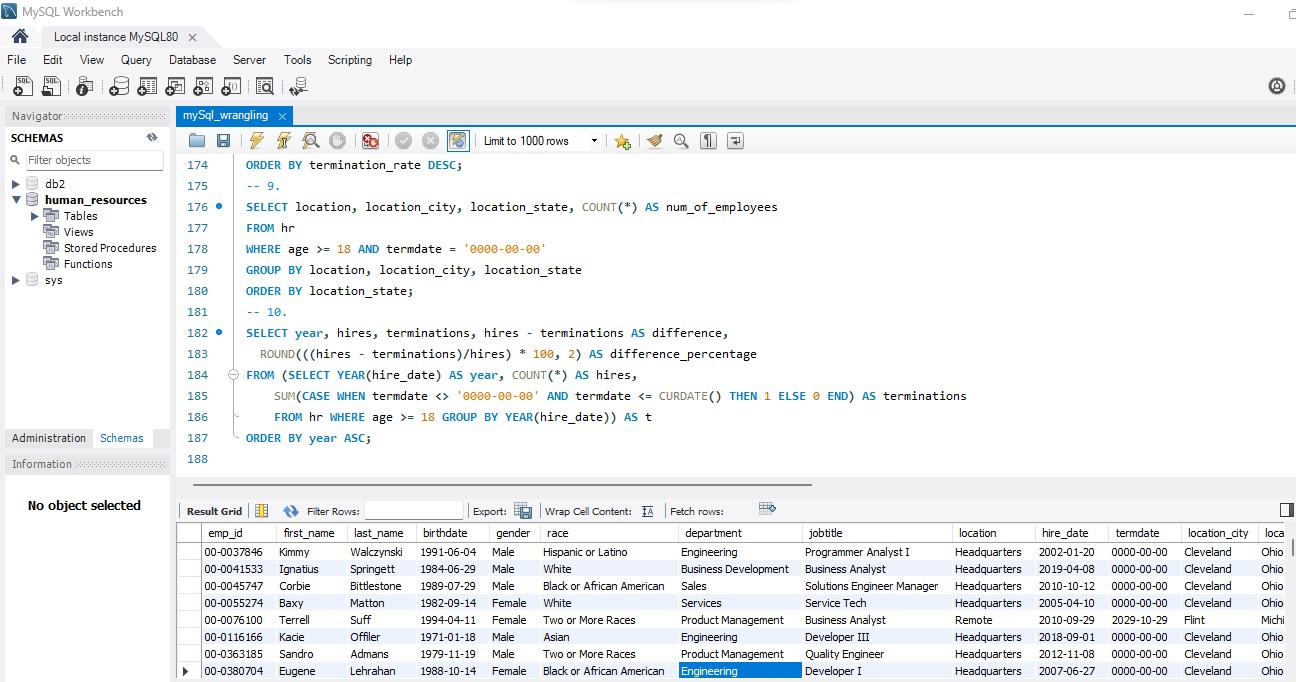 MySQL Workbench
Local instance MySQL80
File Edit View Query Database Server Tools Scripting Help
Navigator
SCHEMAS
Filter objects
db2
human_resources
Tables
Views
Stored Procedures
Functions
sys
Administration Schemas
Information
No object selected
mySql_wrangling
Limit to 1000 rows
174 ORDER BY termination_rate DESC;
175 -- 9.
176 SELECT location, location_city, location_state, COUNT(*) AS num_of_employees
177 FROM hr
178 WHERE age >= 18 AND termdate = '0000-00-00'
179 GROUP BY location, location_city, location_state
180 ORDER BY location_state;
181 -- 10.
182 SELECT year, hires, terminations, hires - terminations AS difference,
183 ROUND(((hires - terminations)/hires) * 100, 2) AS difference_percentage
184 FROM (SELECT YEAR(hire_date) AS year, COUNT(*) AS hires,
185 SUM(CASE WHEN termdate <> '0000-00-00' AND termdate <= CURDATE() THEN 1 ELSE 0 END) AS terminations
186 FROM hr WHERE age >= 18 GROUP BY YEAR(hire_date)) AS t
187 ORDER BY year ASC;
188
Result Grid Filter Rows: Export: Wrap Cell Content: Fetch rows:
emp_id first_name last_name birthdate gender race department jobtitle location hire_date termdate location_city loca
00-0037846 Kimmy Walczynski 1991-06-04 Male Hispanic or Latino Engineering Programmer Analyst I Headquarters 2002-01-20 0000-00-00 Cleveland Ohio
00-0041533 Ignatius Springett 1984-06-29 Male White Business Development Business Analyst Headquarters 2019-04-08 0000-00-00 Cleveland Ohio
00-0045747 Corbie Bittlestone 1989-07-29 Male Black or African American Sales Solutions Engineer Manager Headquarters 2010-10-12 0000-00-00 Cleveland Ohio
00-0055274 Baxy Matton 1982-09-14 Female White Services Service Tech Headquarters 2005-04-10 0000-00-00 Cleveland Ohio
00-0076100 Terrell Suff 1994-04-11 Female Two or More Races Product Management Business Analyst Remote 2010-09-29 2029-10-29 Flint Michi
00-0116166 Kacie Offiler 1971-01-18 Male Asian Engineering Developer III Headquarters 2018-09-01 0000-00-00 Cleveland Ohio
00-0363185 Sandro Admans 1979-11-19 Male Two or More Races Product Management Quality Engineer Headquarters 2012-11-08 0000-00-00 Cleveland Ohio
00-0380704 Eugene Lehrahan 1988-10-14 Female Black or African American Engineering Developer I Headquarters 2007-06-27 0000-00-00 Cleveland Ohio